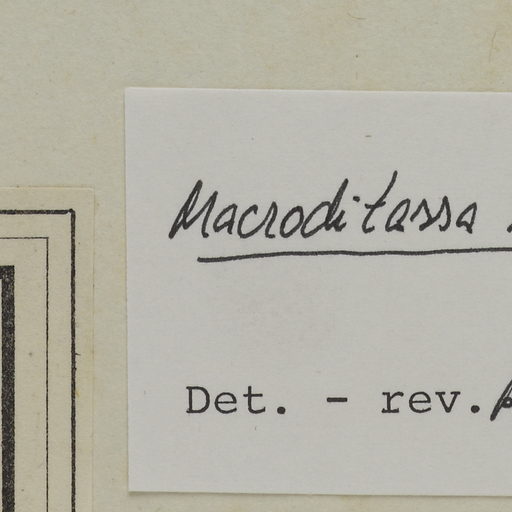 Macroditassa
Det. - rev.